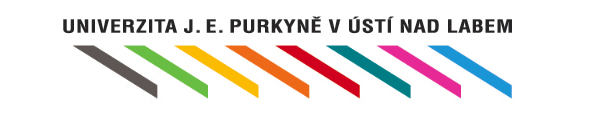 UNIVERZITA J. E. PURKYNĚ V ÚSTÍ NAD LABEM